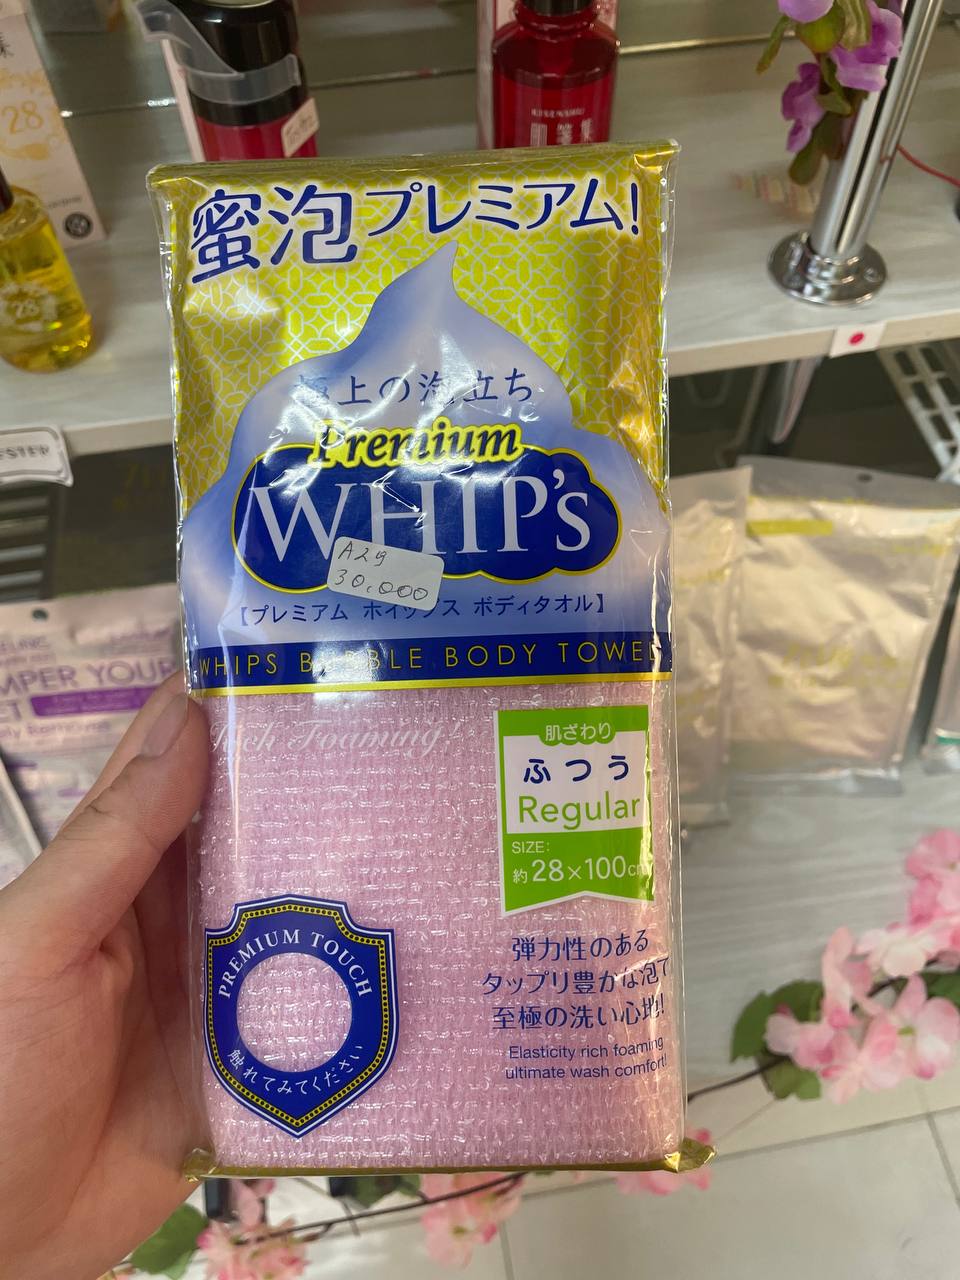 28
KISENSHU
28
蜜泡プレミアム!
極上の泡立ち
Premium
WHIP's
A29
30.000
【プレミアム ホイップス ボディタオル】
WHIPS BUBBLE BODY TOWEL
Rich Foaming!
肌ざわり
ふつう
Regular
SIZE:
約28×100cm
PREMIUM TOUCH
触れてみてください
弾力性のある
タップリ豊かな泡で
至極の洗い心地!
Elasticity rich foaming
ultimate wash comfort!